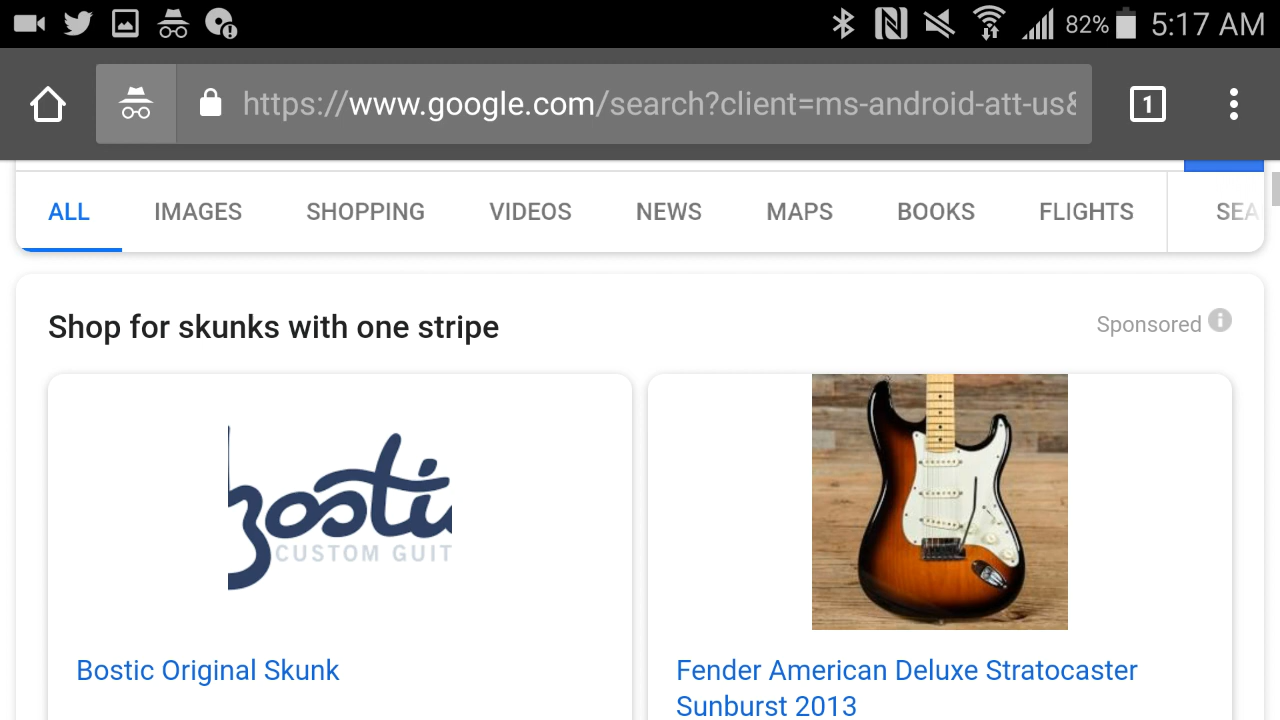 82% 5:17 AM
https://www.google.com/search?client=ms-android-att-us&
1
ALL IMAGES SHOPPING VIDEOS NEWS MAPS BOOKS FLIGHTS SEA
Shop for skunks with one stripe
Sponsored
bosti
CUSTOM GUIT
Bostic Original Skunk
Fender American Deluxe Stratocaster
Sunburst 2013